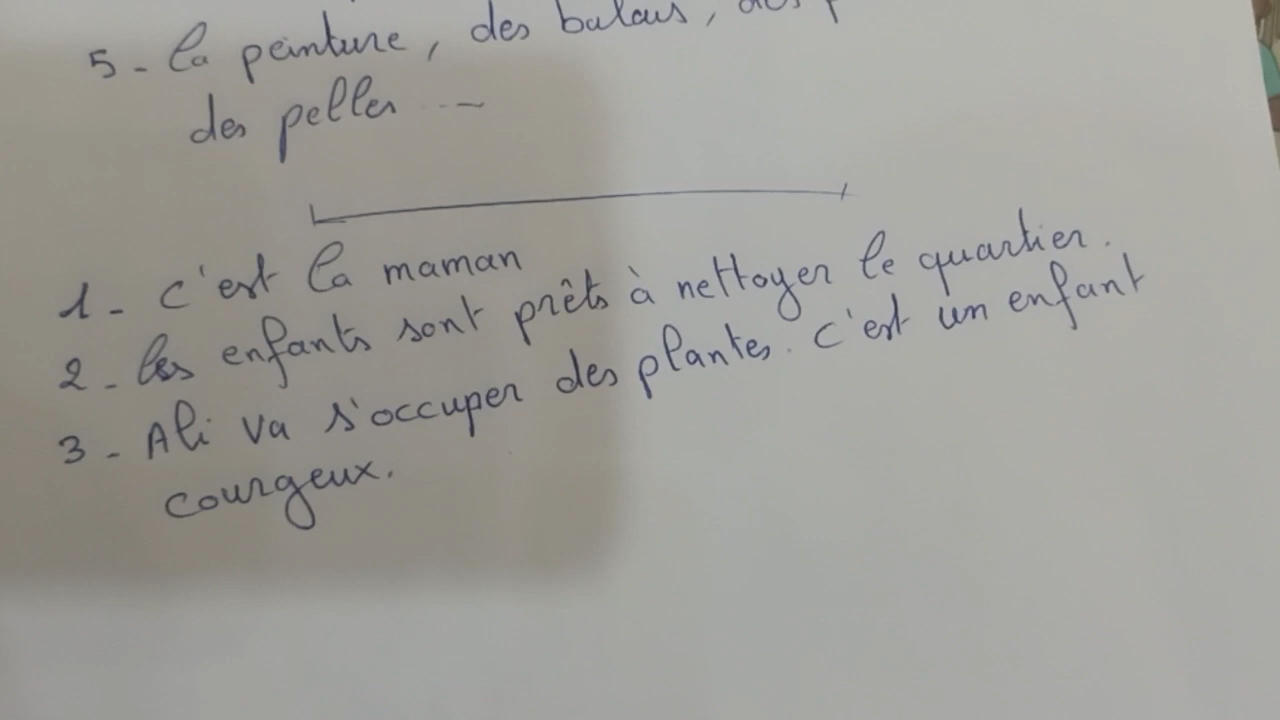 5 - la peinture, des balais,
des pelles ...
1 - c'est la maman
2 - les enfants sont prêts à nettoyer le quartier.
3 - Ali va s'occuper des plantes. c'est un enfant
courgeux.